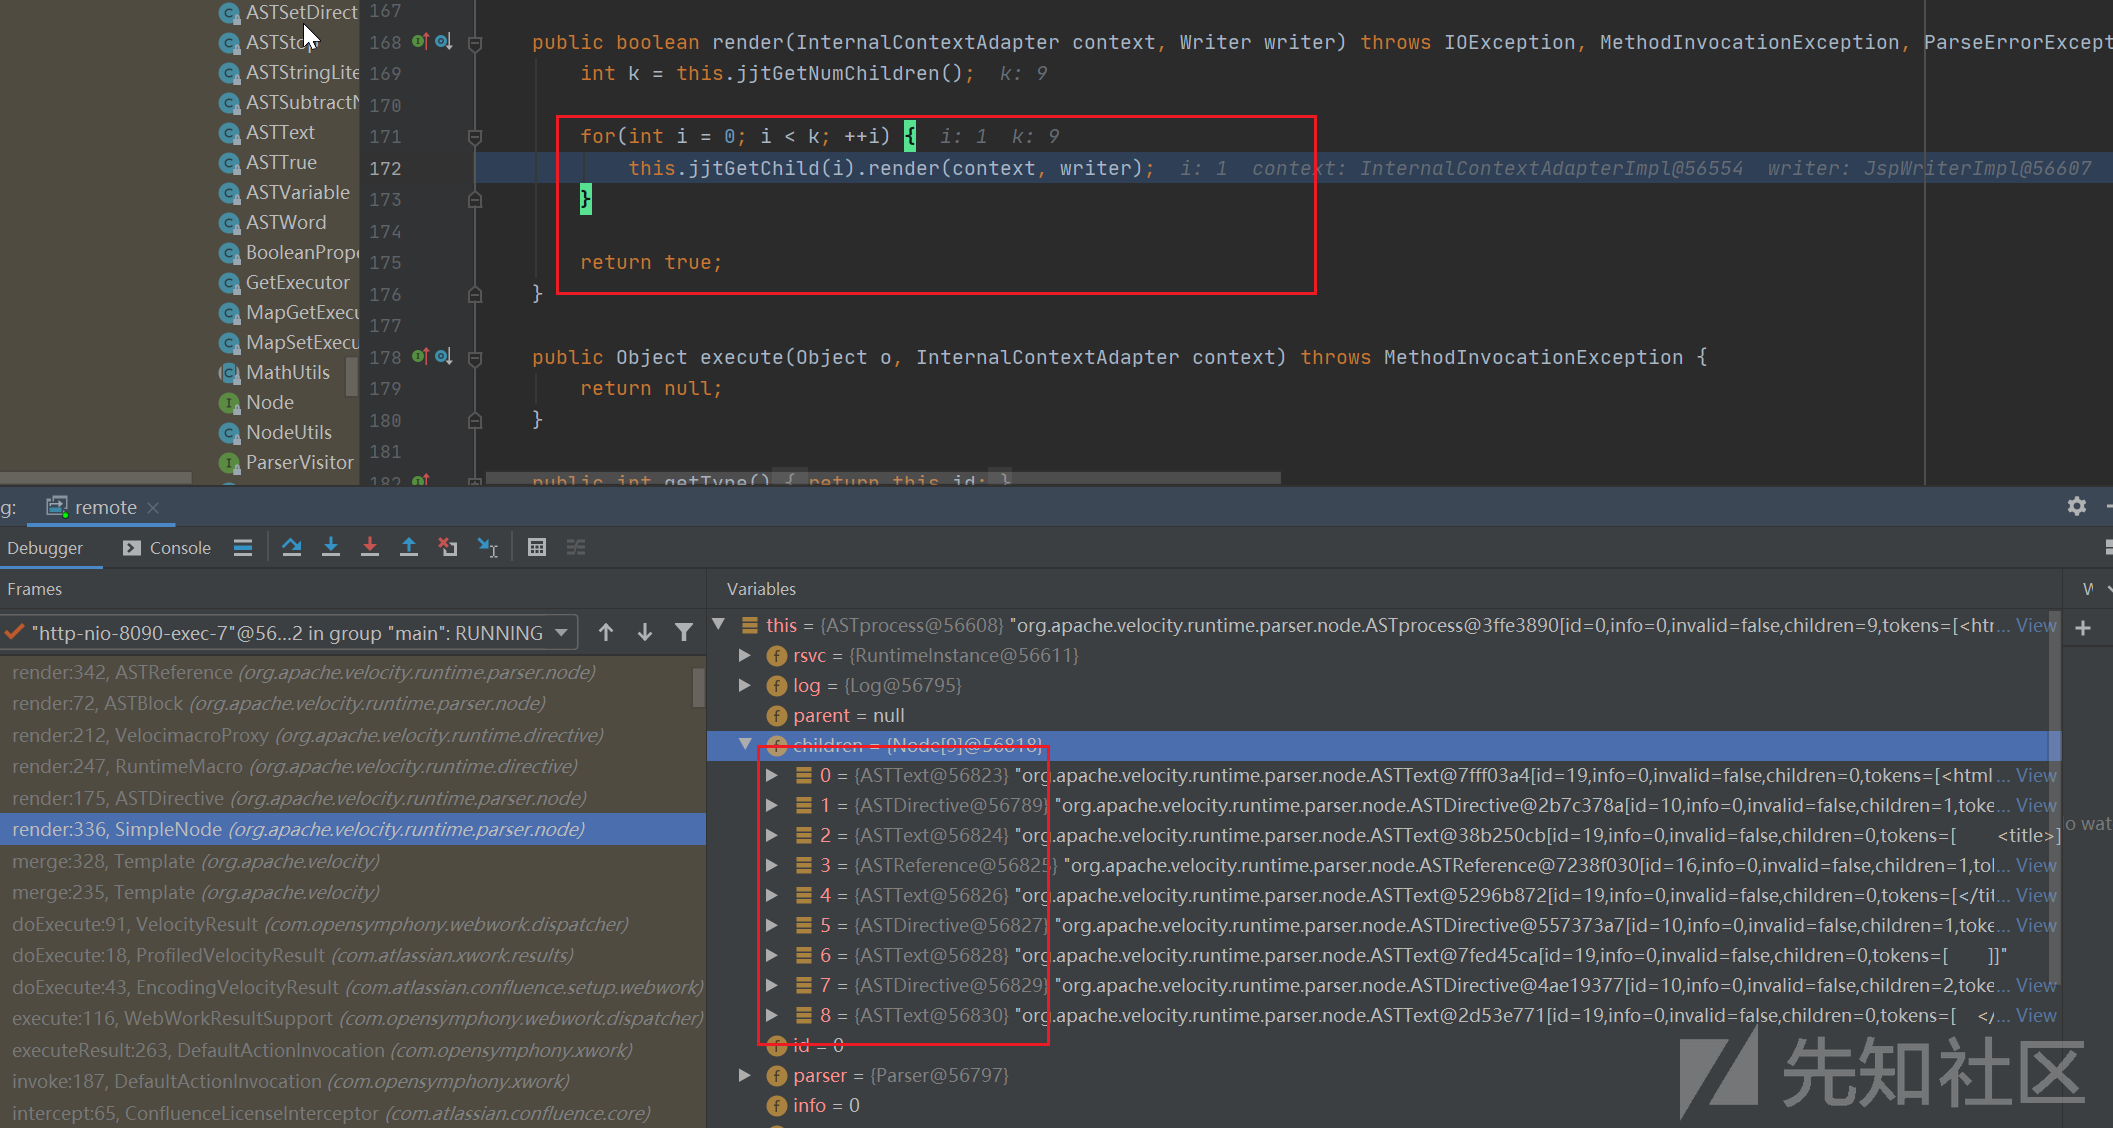 ASTSetDirect
ASTSto
ASTStringLite
ASTSubtractN
ASTText
ASTTrue
ASTVariable
ASTWord
BooleanPrope
GetExecutor
MapGetExecu
MapSetExecu
MathUtils
Node
NodeUtils
ParserVisitor
167
168 public boolean render(InternalContextAdapter context, Writer writer) throws IOException, MethodInvocationException, ParseErrorExcept
169 int k = this.jjtGetNumChildren(); k: 9
170
171 for(int i = 0; i < k; ++i) { i: 1 k: 9
172 this.jjtGetChild(i).render(context, writer); i: 1 context: InternalContextAdapterImpl@56554 writer: JspWriterImpl@56607
173 }
174
175 return true;
176 }
177
178 public Object execute(Object o, InternalContextAdapter context) throws MethodInvocationException {
179 return null;
180 }
181
182 public int getType() { return this.id; }
g: remote
Debugger Console
Frames
"http-nio-8090-exec-7"@56...2 in group "main": RUNNING
render:342, ASTReference (org.apache.velocity.runtime.parser.node)
render:72, ASTBlock (org.apache.velocity.runtime.parser.node)
render:212, VelocimacroProxy (org.apache.velocity.runtime.directive)
render:247, RuntimeMacro (org.apache.velocity.runtime.directive)
render:175, ASTDirective (org.apache.velocity.runtime.parser.node)
render:336, SimpleNode (org.apache.velocity.runtime.parser.node)
merge:328, Template (org.apache.velocity)
merge:235, Template (org.apache.velocity)
doExecute:91, VelocityResult (com.opensymphony.webwork.dispatcher)
doExecute:18, ProfiledVelocityResult (com.atlassian.xwork.results)
doExecute:43, EncodingVelocityResult (com.atlassian.confluence.setup.webwork)
execute:116, WebWorkResultSupport (com.opensymphony.webwork.dispatcher)
executeResult:263, DefaultActionInvocation (com.opensymphony.xwork)
invoke:187, DefaultActionInvocation (com.opensymphony.xwork)
intercept:65, ConfluenceLicenseInterceptor (com.atlassian.confluence.core)
Variables
this = {ASTprocess@56608} "org.apache.velocity.runtime.parser.node.ASTprocess@3ffe3890[id=0,info=0,invalid=false,children=9,tokens=[<htr... View
rsvc = {RuntimeInstance@56611}
log = {Log@56795}
parent = null
children = {Node[9]@56818}
0 = {ASTText@56823} "org.apache.velocity.runtime.parser.node.ASTText@7fff03a4[id=19,info=0,invalid=false,children=0,tokens=[<html ... View
1 = {ASTDirective@56789} "org.apache.velocity.runtime.parser.node.ASTDirective@2b7c378a[id=10,info=0,invalid=false,children=1,toke... View
2 = {ASTText@56824} "org.apache.velocity.runtime.parser.node.ASTText@38b250cb[id=19,info=0,invalid=false,children=0,tokens=[ <title>]
3 = {ASTReference@56825} "org.apache.velocity.runtime.parser.node.ASTReference@7238f030[id=16,info=0,invalid=false,children=1,tol... View
4 = {ASTText@56826} "org.apache.velocity.runtime.parser.node.ASTText@5296b872[id=19,info=0,invalid=false,children=0,tokens=[</tit... View
5 = {ASTDirective@56827} "org.apache.velocity.runtime.parser.node.ASTDirective@557373a7[id=10,info=0,invalid=false,children=1,toke... View
6 = {ASTText@56828} "org.apache.velocity.runtime.parser.node.ASTText@7fed45ca[id=19,info=0,invalid=false,children=0,tokens=[ ]]"
7 = {ASTDirective@56829} "org.apache.velocity.runtime.parser.node.ASTDirective@4ae19377[id=10,info=0,invalid=false,children=2,toke... View
8 = {ASTText@56830} "org.apache.velocity.runtime.parser.node.ASTText@2d53e771[id=19,info=0,invalid=false,children=0,tokens=[ </... View
id = 0
parser = {Parser@56797}
info = 0
W
o wat
先知社区